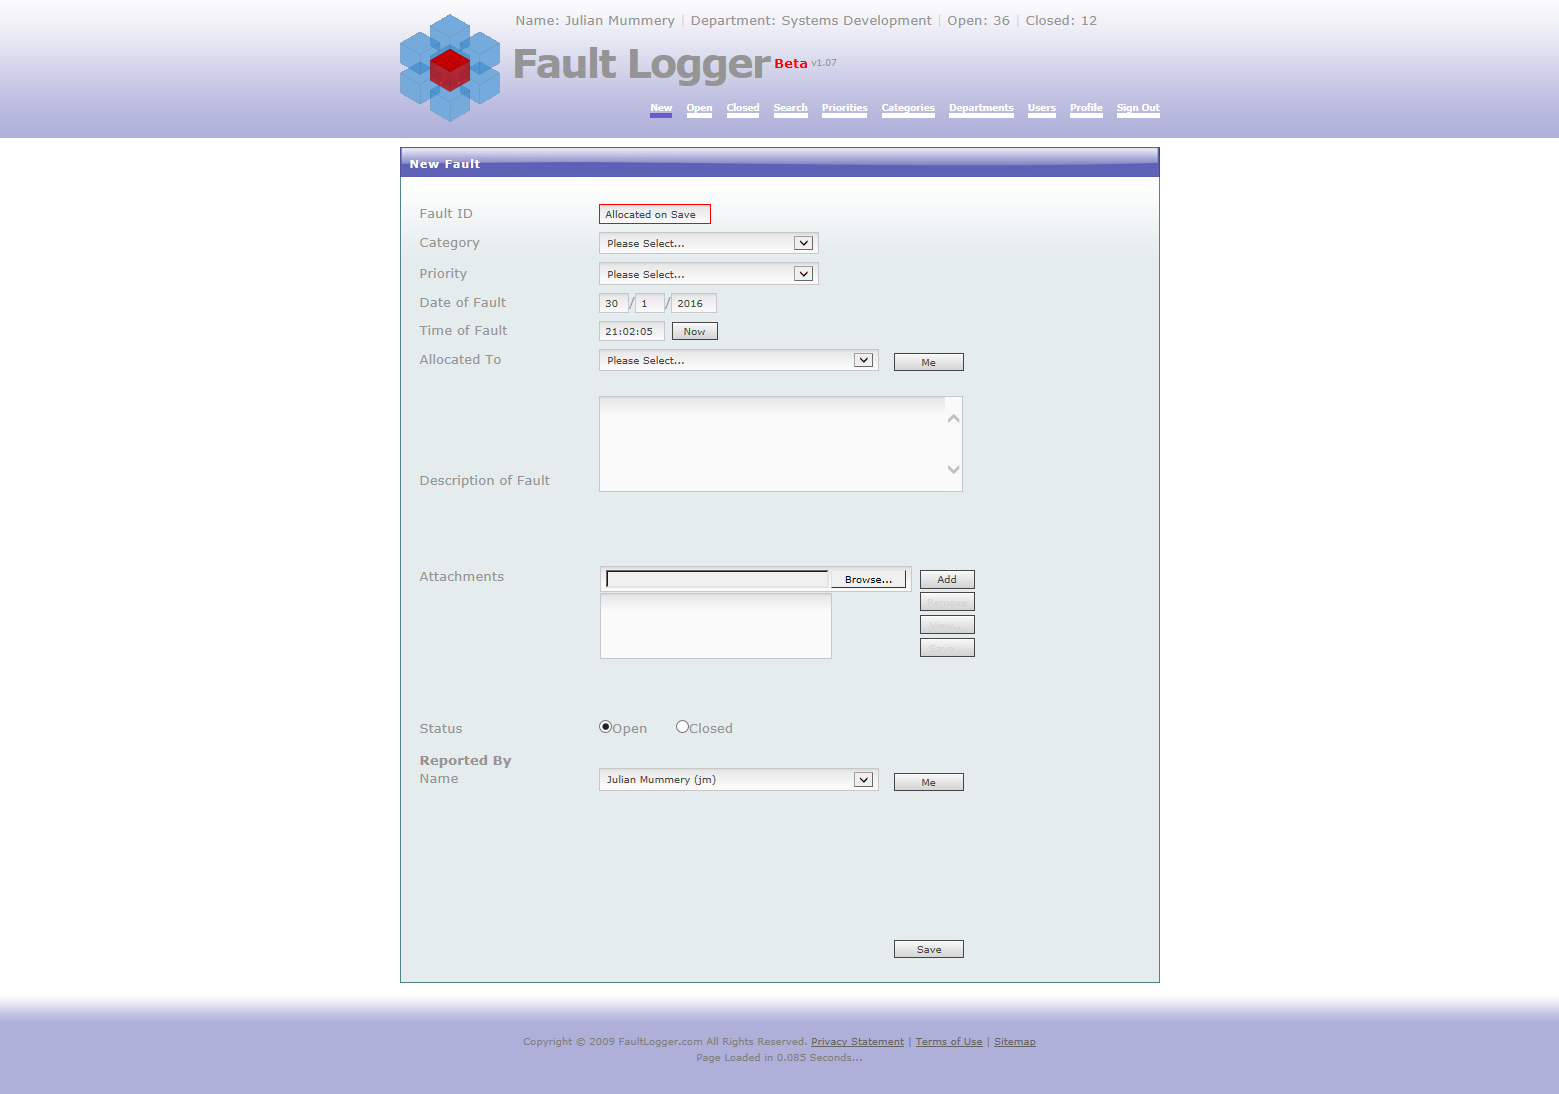 Name: Julian Mummery | Department: Systems Development | Open: 36 | Closed: 12
Fault Logger Beta v1.07
New Open Closed Search Priorities Categories Departments Users Profile Sign Out
New Fault
Fault ID Allocated on Save
Category Please Select...
Priority Please Select...
Date of Fault 30 / 1 / 2016
Time of Fault 21:02:05 Now
Allocated To Please Select... Me
Description of Fault
Attachments Browse... Add
Remove
View...
Save...
Status Open Closed
Reported By
Name Julian Mummery (jm) Me
Save
Copyright © 2009 FaultLogger.com All Rights Reserved. Privacy Statement | Terms of Use | Sitemap
Page Loaded in 0.085 Seconds...